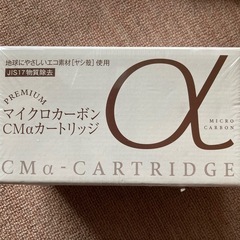 地球にやさしいエコ素材[ヤシ殻]使用
JIS17物質除去
PREMIUM
マイクロカーボン
CMαカートリッジ
α
MICRO
CARBON
CMα-CARTRIDGE